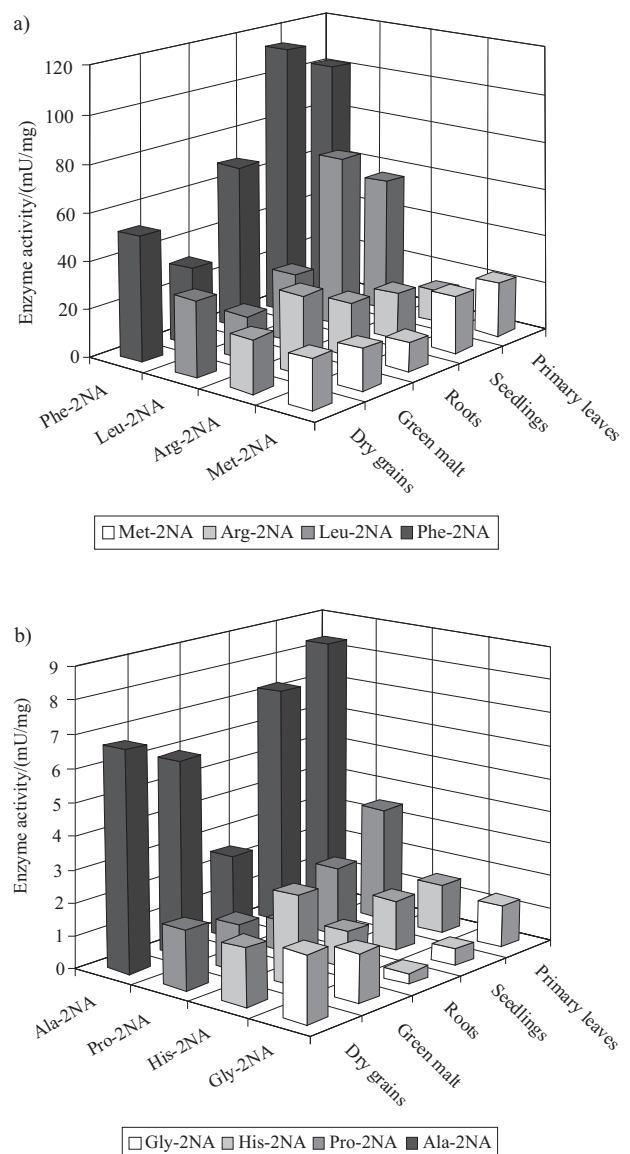 a)
Enzyme activity/(mU/mg)
120
100
80
60
40
20
0
Phe-2NA
Leu-2NA
Arg-2NA
Met-2NA
Dry grains
Green malt
Roots
Seedlings
Primary leaves
Met-2NA Arg-2NA Leu-2NA Phe-2NA
b)
Enzyme activity/(mU/mg)
9
8
7
6
5
4
3
2
1
0
Ala-2NA
Pro-2NA
His-2NA
Gly-2NA
Dry grains
Green malt
Roots
Seedlings
Primary leaves
Gly-2NA His-2NA Pro-2NA Ala-2NA